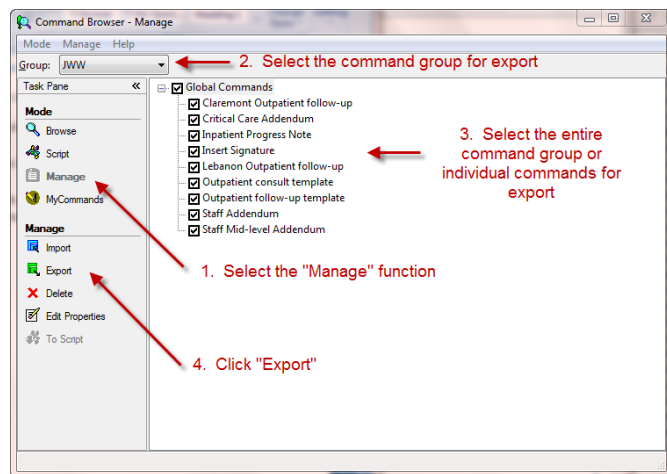 Command Browser - Manage
Mode Manage Help
Group: JWW
2. Select the command group for export
Task Pane «
Mode
Browse
Script
Manage
MyCommands
Manage
Import
Export
Delete
Edit Properties
To Script
Global Commands
Claremont Outpatient follow-up
Critical Care Addendum
Inpatient Progress Note
Insert Signature
Lebanon Outpatient follow-up
Outpatient consult template
Outpatient follow-up template
Staff Addendum
Staff Mid-level Addendum
3. Select the entire
command group or
individual commands for
export
1. Select the "Manage" function
4. Click "Export"